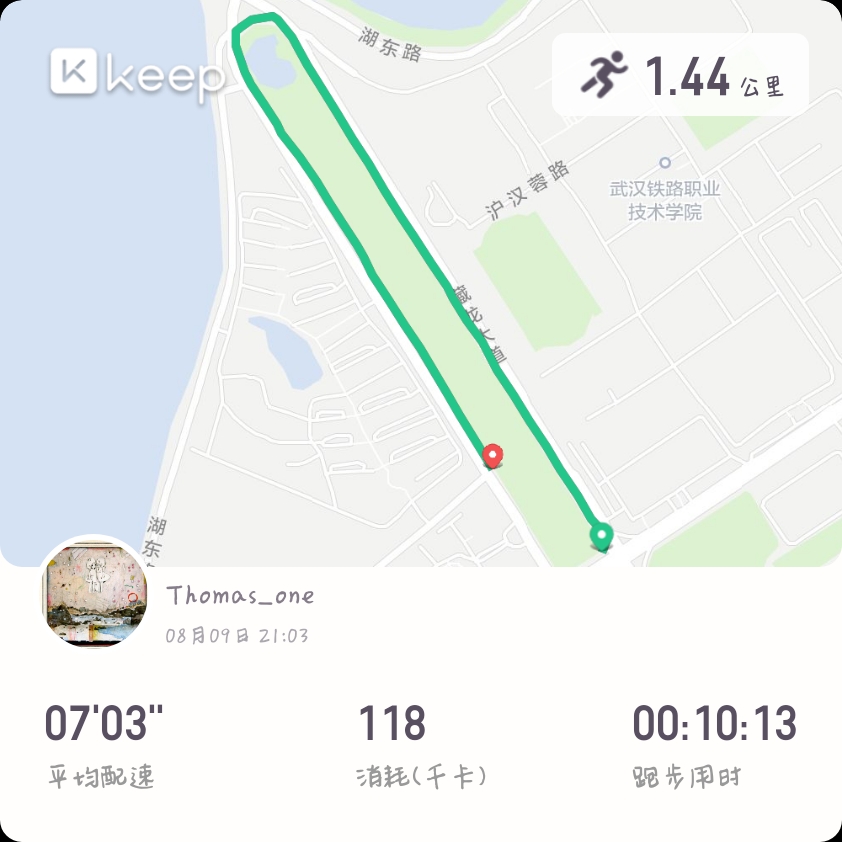 keep
1.44 公里
湖东路
沪汉蓉路
武汉铁路职业
技术学院
藏龙大道
湖东
Thomas_one
08月09日 21:03
07'03" 118 00:10:13
平均配速 消耗(千卡) 跑步用时